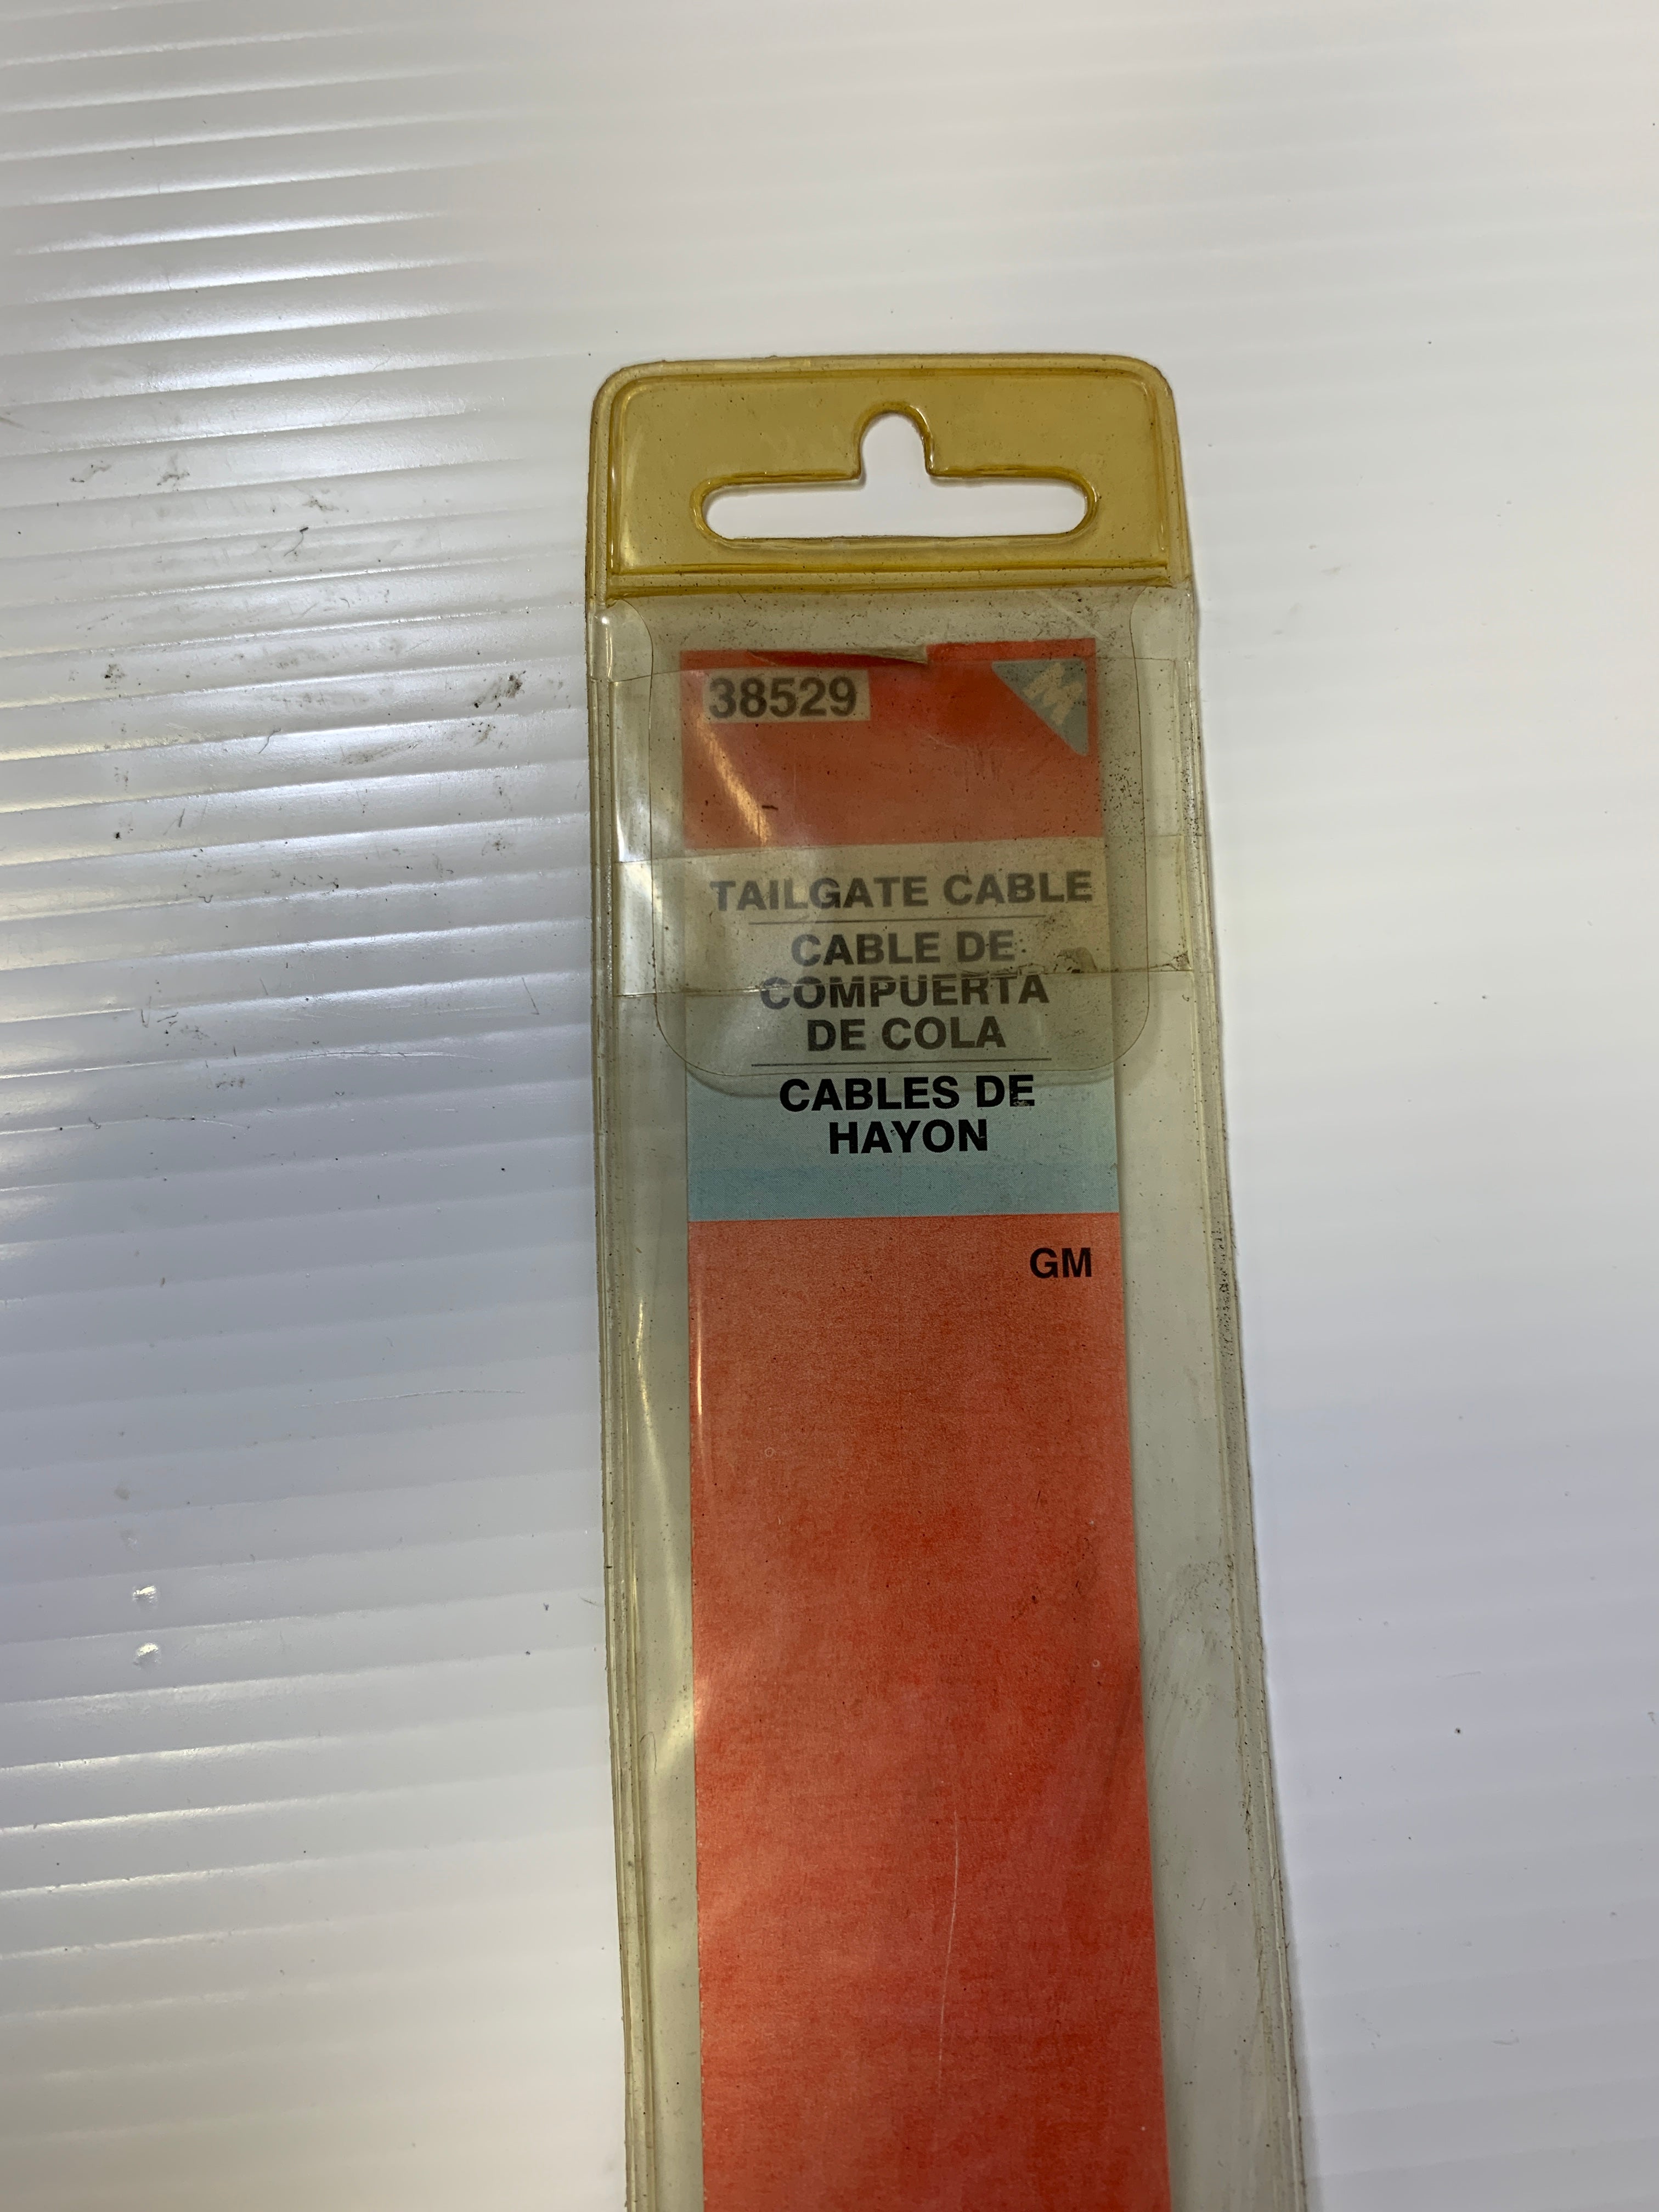 38529
M
TAILGATE CABLE
CABLE DE
COMPUERTA
DE COLA
CABLES DE
HAYON
GM